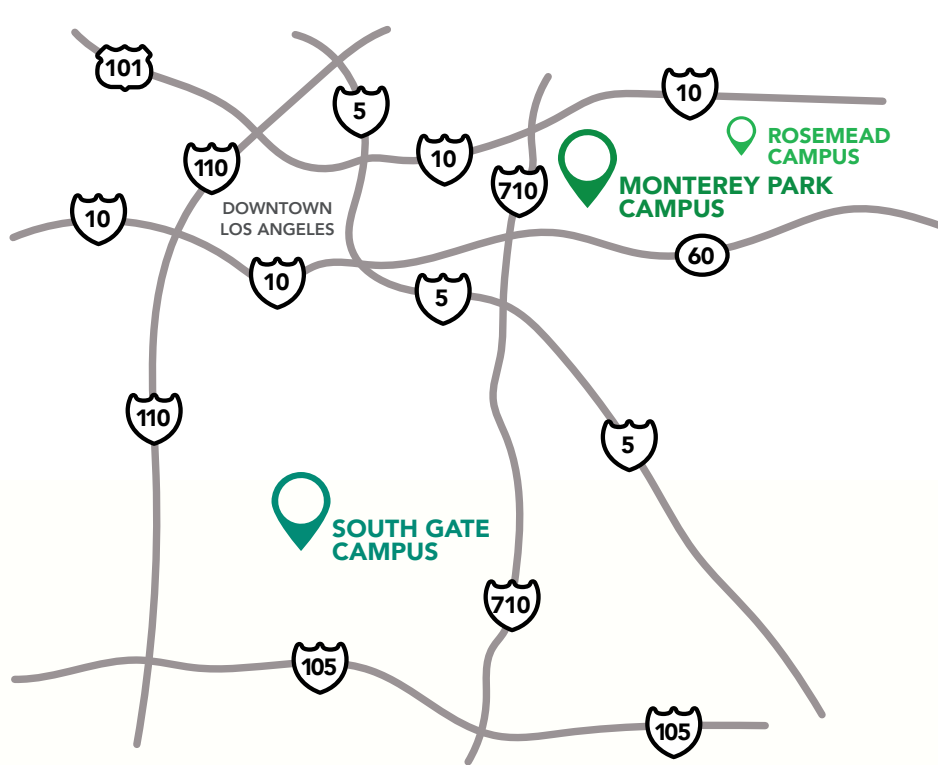 101
5
10
10
110
710
ROSEMEAD
CAMPUS
MONTEREY PARK
CAMPUS
10
DOWNTOWN
LOS ANGELES
60
10
5
110
5
SOUTH GATE
CAMPUS
710
105
105